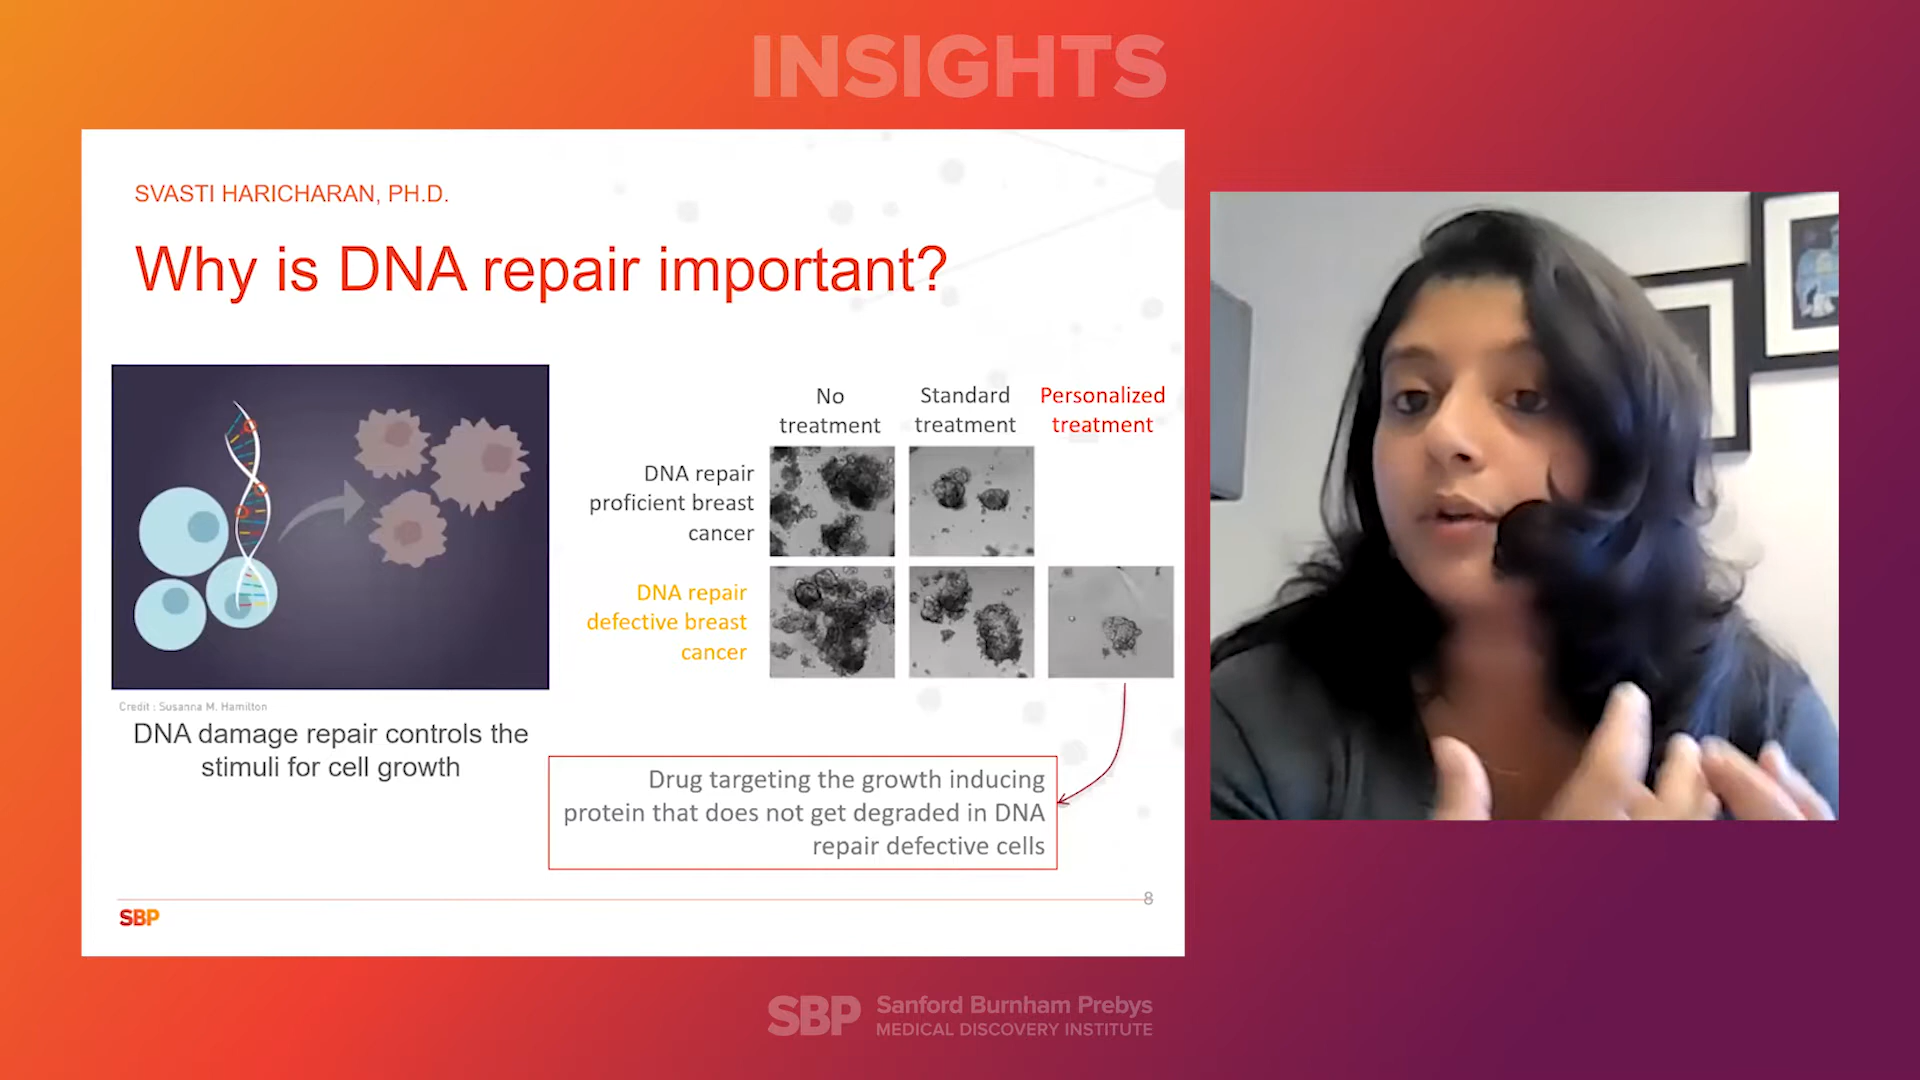 INSIGHTS
SVASTI HARICHARAN, PH.D.
Why is DNA repair important?
No
treatment
Standard
treatment
Personalized
treatment
DNA repair
proficient breast
cancer
DNA repair
defective breast
cancer
Credit : Susanna M. Hamilton
DNA damage repair controls the
stimuli for cell growth
Drug targeting the growth inducing
protein that does not get degraded in DNA
repair defective cells
SBP
8
SBP
Sanford Burnham Prebys
MEDICAL DISCOVERY INSTITUTE